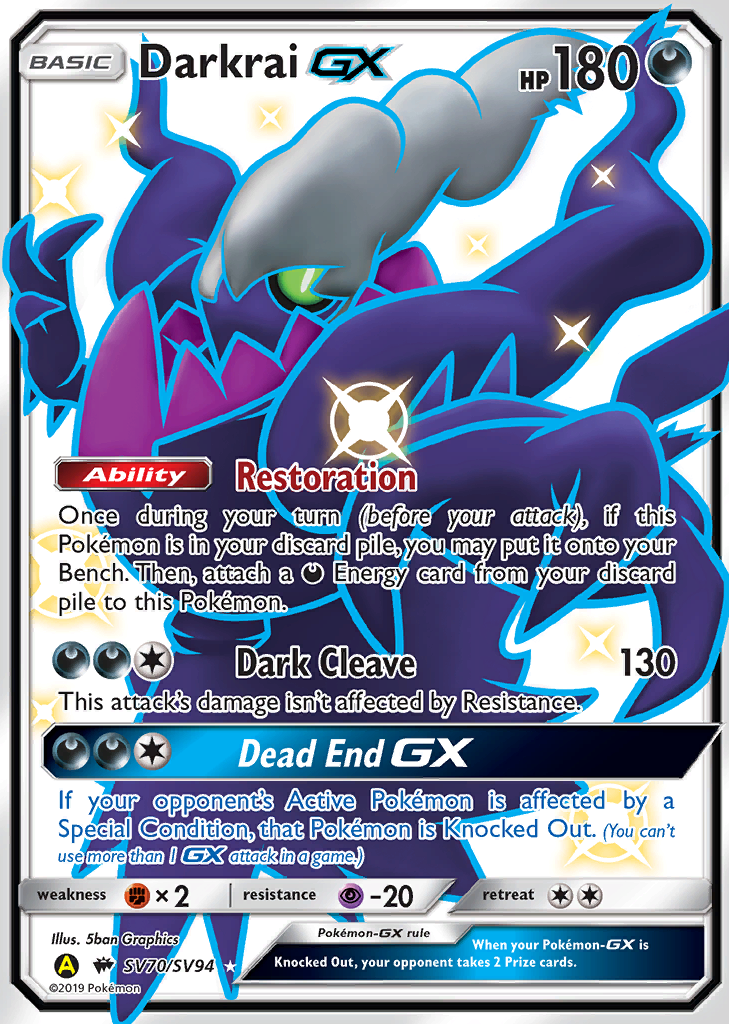 BASIC Darkrai GX HP 180
Ability Restoration
Once during your turn (before your attack), if this
Pokémon is in your discard pile, you may put it onto your
Bench. Then, attach a Energy card from your discard
pile to this Pokémon.
Dark Cleave 130
This attack's damage isn't affected by Resistance.
Dead End GX
If your opponent's Active Pokémon is affected by a
Special Condition, that Pokémon is Knocked Out. (You can't
use more than 1 GX attack in a game.)
weakness ×2 resistance -20 retreat
Illus. 5ban Graphics
A SV70/SV94
©2019 Pokémon
Pokémon-GX rule
When your Pokémon-GX is
Knocked Out, your opponent takes 2 Prize cards.